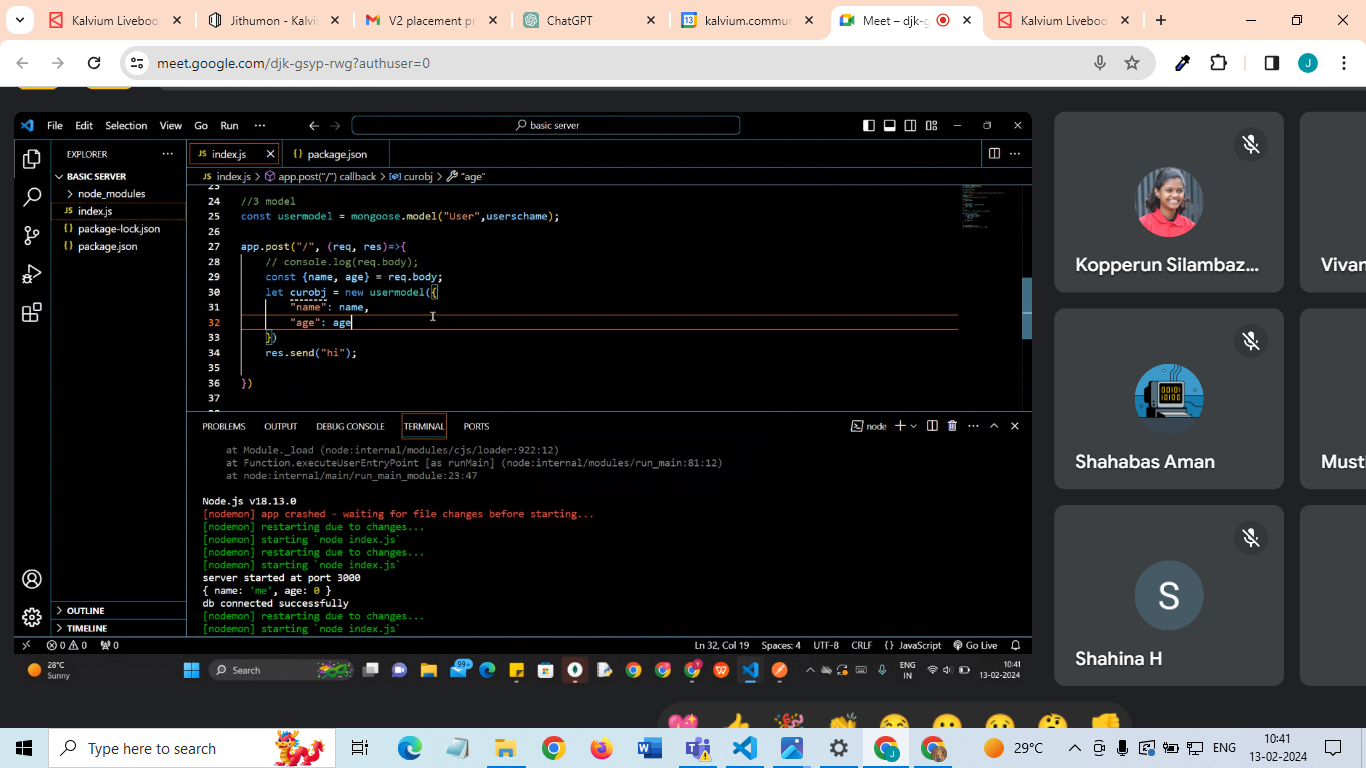 Kalvium Liveboo
Jithumon - Kalvi
V2 placement pr
ChatGPT
kalvium.commun
Meet – djk-g
Kalvium Liveboo
meet.google.com/djk-gsyp-rwg?authuser=0
J
File Edit Selection View Go Run ···
basic server
EXPLORER
JS index.js
{} package.json
BASIC SERVER
node_modules
JS index.js
{} package-lock.json
{} package.json
JS index.js > app.post("/") callback > curobj > "age"
23
24 //3 model
25 const usermodel = mongoose.model("User",userschame);
26
27 app.post("/", (req, res)=>{
28 // console.log(req.body);
29 const {name, age} = req.body;
30 let curobj = new usermodel({
31 "name": name,
32 "age": age
33 })
34 res.send("hi");
35
36 })
37
PROBLEMS OUTPUT DEBUG CONSOLE TERMINAL PORTS
node
at Module._load (node:internal/modules/cjs/loader:922:12)
at Function.executeUserEntryPoint [as runMain] (node:internal/modules/run_main:81:12)
at node:internal/main/run_main_module:23:47
Node.js v18.13.0
[nodemon] app crashed - waiting for file changes before starting...
[nodemon] restarting due to changes...
[nodemon] starting `node index.js`
[nodemon] restarting due to changes...
[nodemon] starting `node index.js`
server started at port 3000
{ name: 'me', age: 0 }
db connected successfully
[nodemon] restarting due to changes...
[nodemon] starting `node index.js`
OUTLINE
TIMELINE
0 0 0
Ln 32, Col 19 Spaces: 4 UTF-8 CRLF {} JavaScript Go Live
28°C
Sunny
Search
99+
ENG
IN
10:41
13-02-2024
Kopperun Silambaz...
Vivan
Shahabas Aman
Must
S
Shahina H
Type here to search
29°C
ENG
10:41
13-02-2024